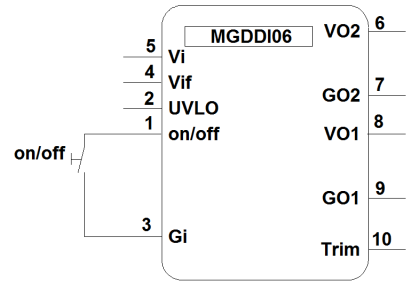 MGDDI06
5 Vi
4 Vif
2 UVLO
1 on/off
on/off
3 Gi
VO2 6
GO2 7
VO1 8
GO1 9
Trim 10